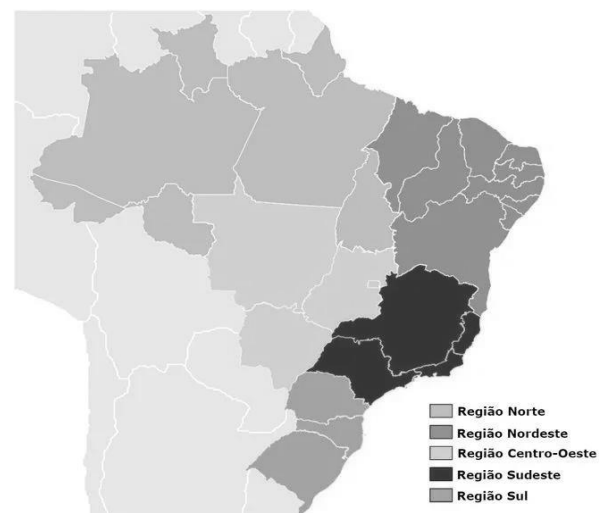 Região Norte
Região Nordeste
Região Centro-Oeste
Região Sudeste
Região Sul